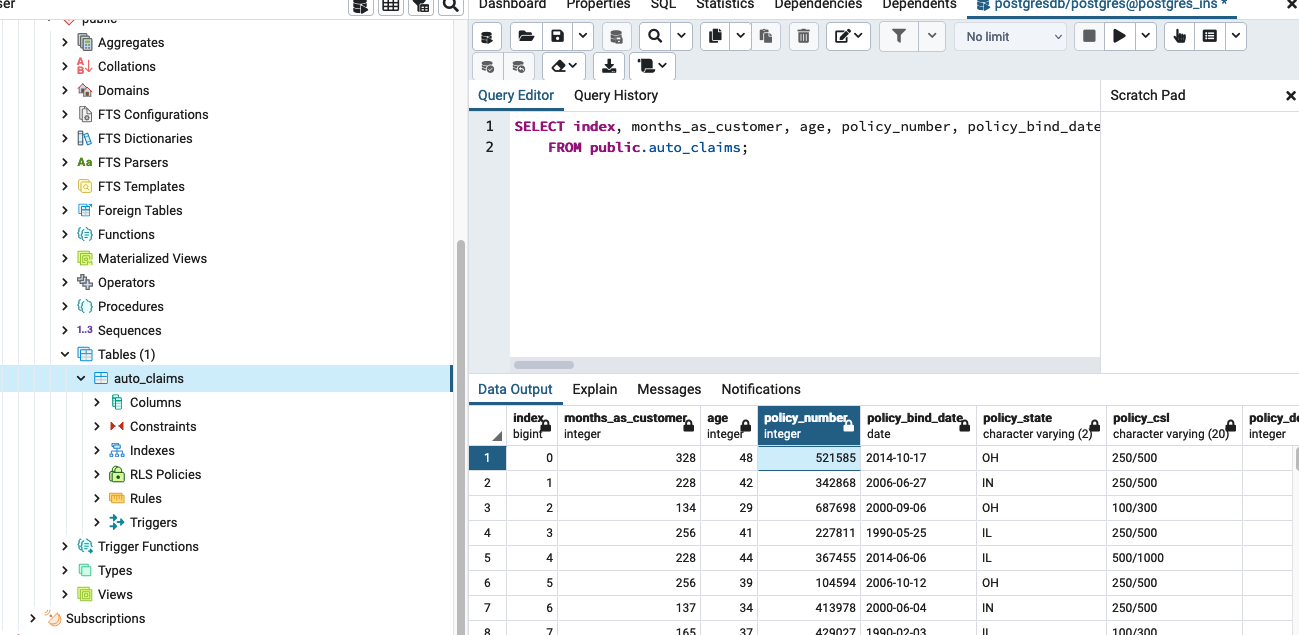 ser
public
Aggregates
Collations
Domains
FTS Configurations
FTS Dictionaries
Aa FTS Parsers
FTS Templates
Foreign Tables
Functions
Materialized Views
Operators
Procedures
1..3 Sequences
Tables (1)
auto_claims
Columns
Constraints
Indexes
RLS Policies
Rules
Triggers
Trigger Functions
Types
Views
Subscriptions
Dashboard Properties SQL Statistics Dependencies Dependents postgresdb/postgres@postgres_ins *
No limit
Query Editor Query History
Scratch Pad
1 SELECT index, months_as_customer, age, policy_number, policy_bind_date
2 FROM public.auto_claims;
Data Output Explain Messages Notifications
index months_as_customer age policy_number policy_bind_date policy_state policy_csl policy_de
bigint integer integer integer date character varying (2) character varying (20) integer
1 0 328 48 521585 2014-10-17 OH 250/500
2 1 228 42 342868 2006-06-27 IN 250/500
3 2 134 29 687698 2000-09-06 OH 100/300
4 3 256 41 227811 1990-05-25 IL 250/500
5 4 228 44 367455 2014-06-06 IL 500/1000
6 5 256 39 104594 2006-10-12 OH 250/500
7 6 137 34 413978 2000-06-04 IN 250/500
8 7 165 37 429027 1990-02-03 IL 100/300